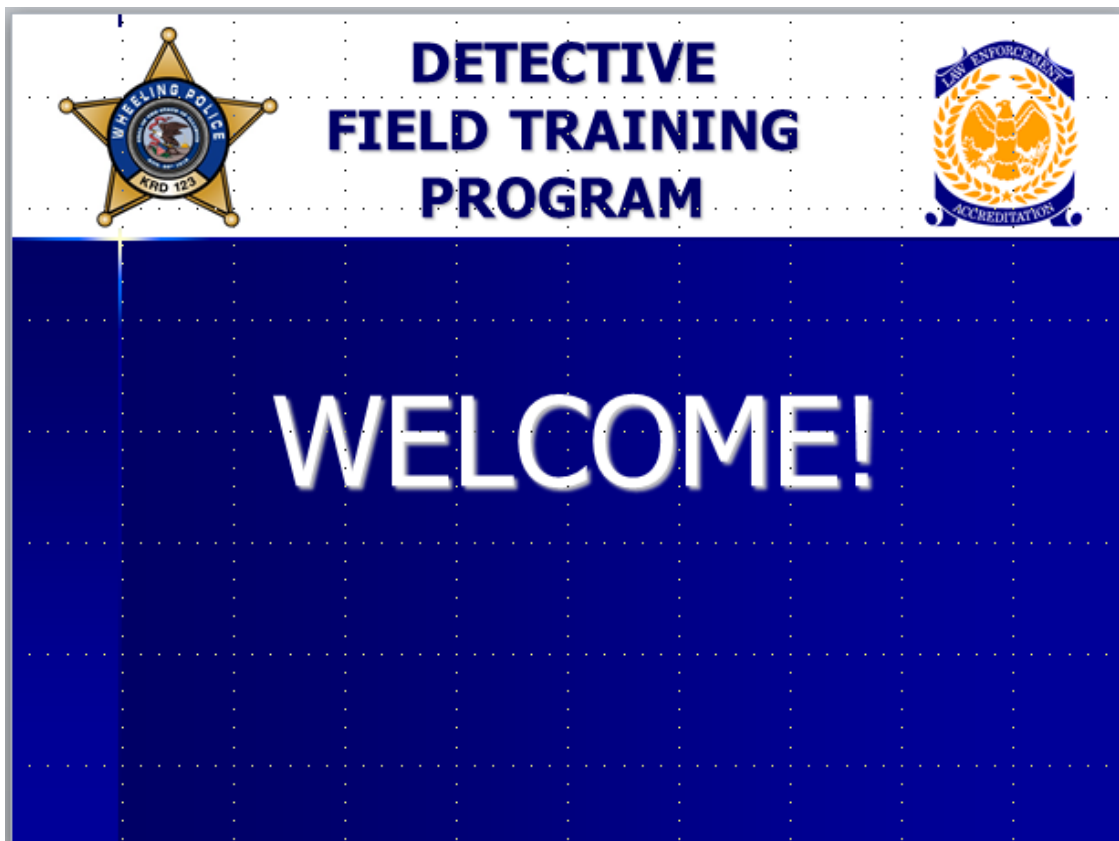 DETECTIVE
FIELD TRAINING
PROGRAM
WHEELING POLICE
KRD 123
LAW ENFORCEMENT
ACCREDITATION
WELCOME!